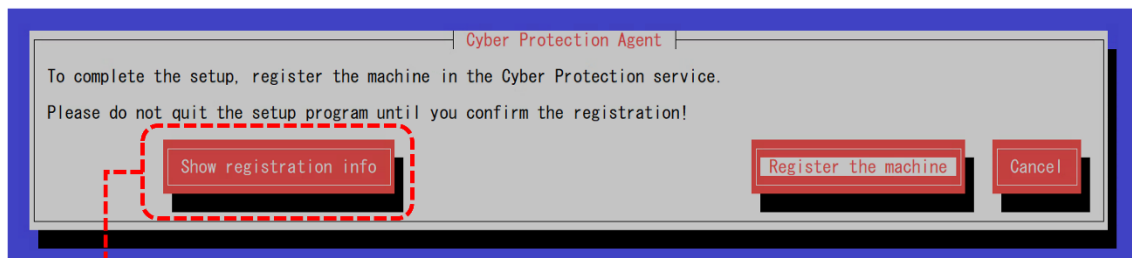 Cyber Protection Agent
To complete the setup, register the machine in the Cyber Protection service.
Please do not quit the setup program until you confirm the registration!
Show registration info
Register the machine
Cancel